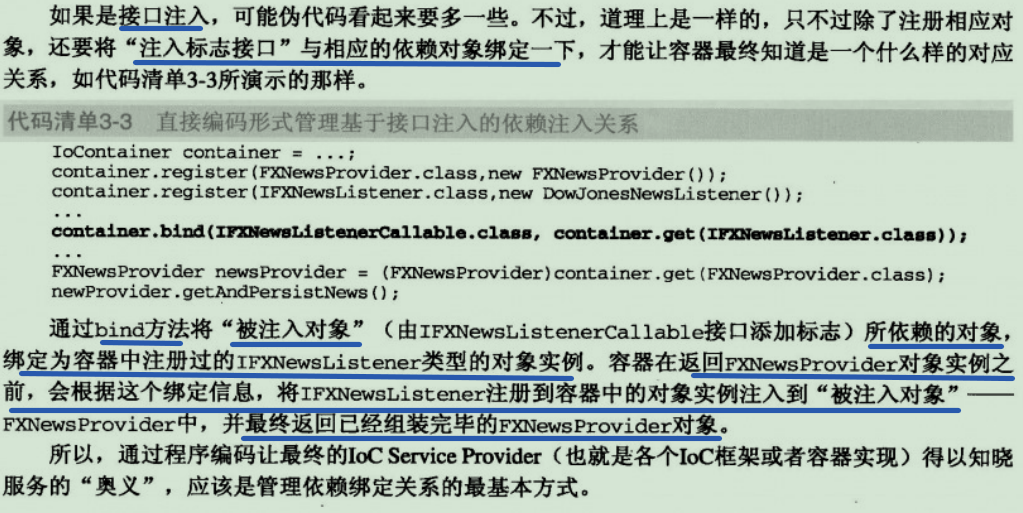 如果是接口注入，可能伪代码看起来要多一些。不过，道理上是一样的，只不过除了注册相应对
象，还要将“注入标志接口”与相应的依赖对象绑定一下，才能让容器最终知道是一个什么样的对应
关系，如代码清单3-3所演示的那样。
代码清单3-3 直接编码形式管理基于接口注入的依赖注入关系
IoContainer container = ...;
container.register(FXNewsProvider.class,new FXNewsProvider());
container.register(IFXNewsListener.class,new DowJonesNewsListener());
...
container.bind(IFXNewsListenerCallable.class, container.get(IFXNewsListener.class));
...
FXNewsProvider newsProvider = (FXNewsProvider)container.get(FXNewsProvider.class);
newProvider.getAndPersistNews();
通过bind方法将“被注入对象”（由IFXNewsListenerCallable接口添加标志）所依赖的对象，
绑定为容器中注册过的IFXNewsListener类型的对象实例。容器在返回FXNewsProvider对象实例之
前，会根据这个绑定信息，将IFXNewsListener注册到容器中的对象实例注入到“被注入对象”——
FXNewsProvider中，并最终返回已经组装完毕的FXNewsProvider对象。
所以，通过程序编码让最终的IoC Service Provider（也就是各个IoC框架或者容器实现）得以知晓
服务的“奥义”，应该是管理依赖绑定关系的最基本方式。